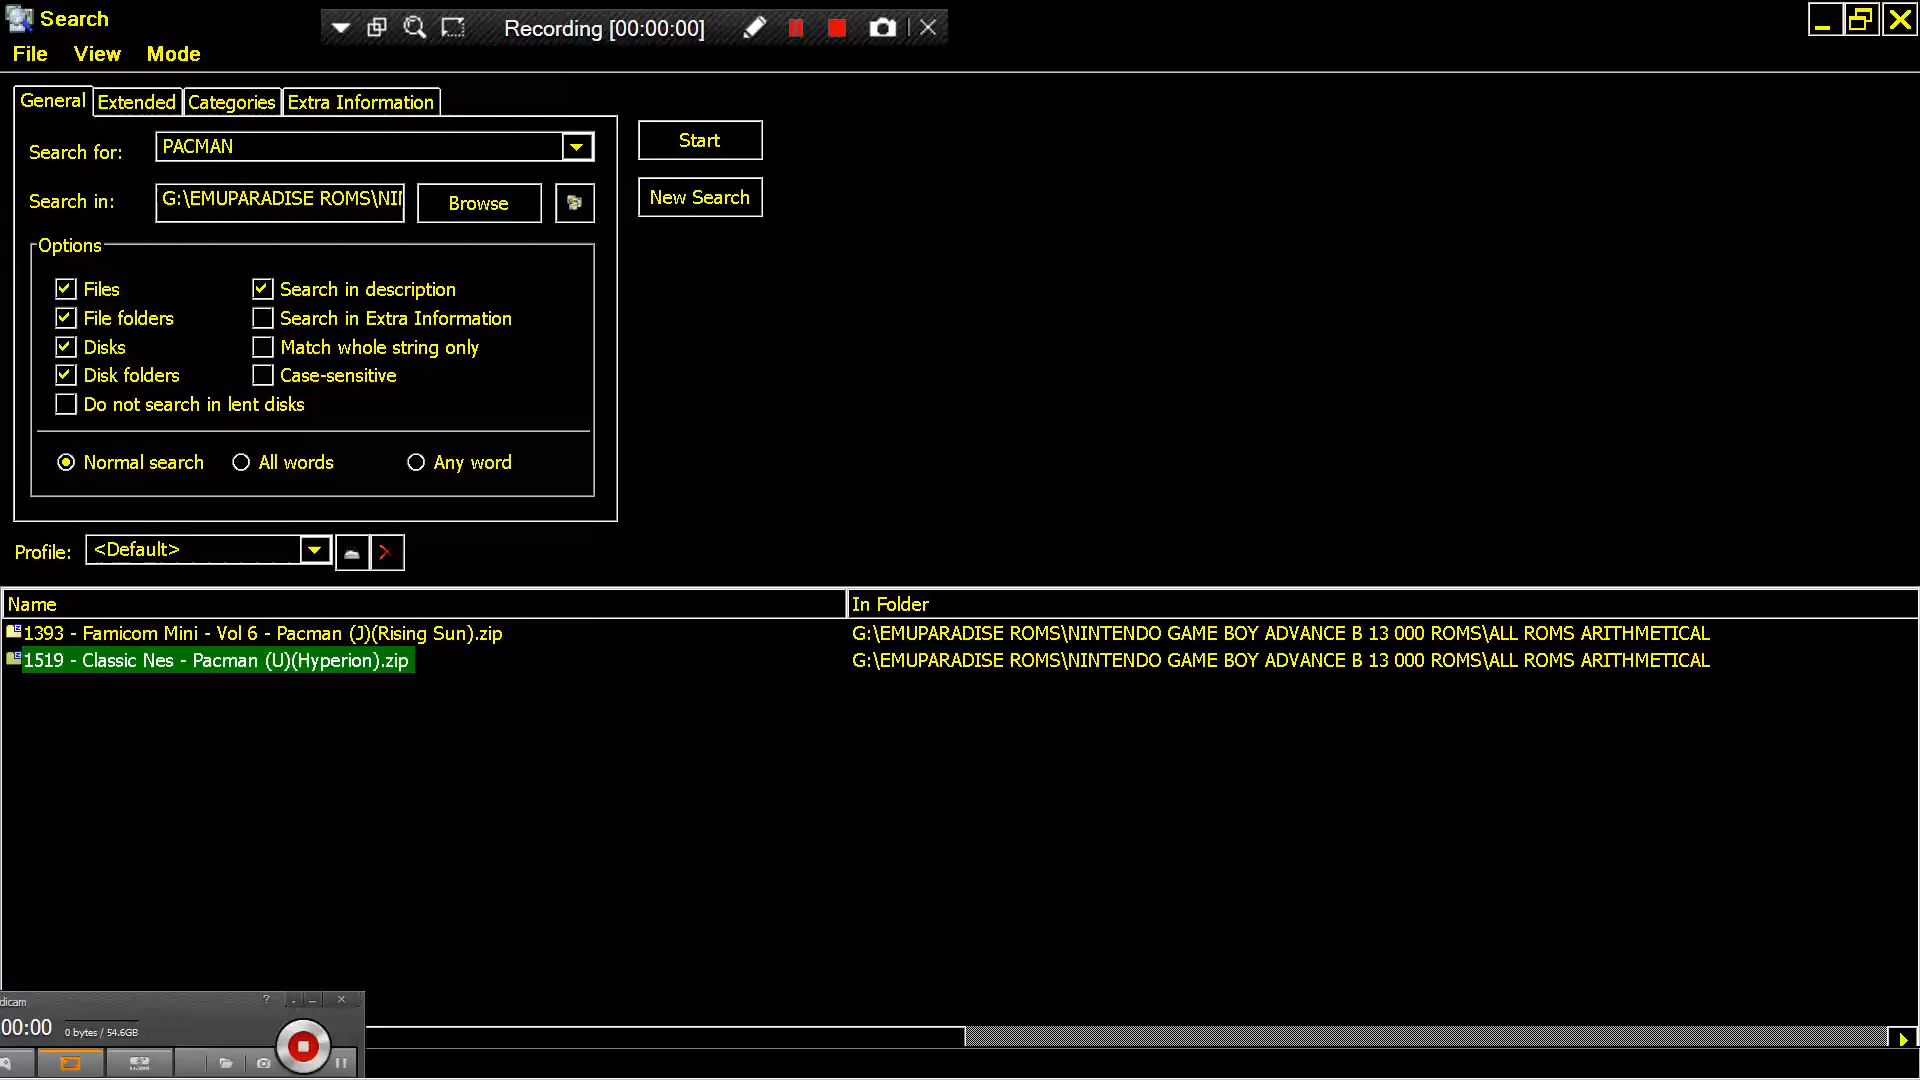 Search
Recording [00:00:00]
File View Mode
General Extended Categories Extra Information
Search for: PACMAN
Start
Search in: G:\EMUPARADISE ROMS\NI
Browse
New Search
Options
Files
Search in description
File folders
Search in Extra Information
Disks
Match whole string only
Disk folders
Case-sensitive
Do not search in lent disks
Normal search All words Any word
Profile: <Default>
Name In Folder
1393 - Famicom Mini - Vol 6 - Pacman (J)(Rising Sun).zip G:\EMUPARADISE ROMS\NINTENDO GAME BOY ADVANCE B 13 000 ROMS\ALL ROMS ARITHMETICAL
1519 - Classic Nes - Pacman (U)(Hyperion).zip G:\EMUPARADISE ROMS\NINTENDO GAME BOY ADVANCE B 13 000 ROMS\ALL ROMS ARITHMETICAL
dicam
00:00 0 bytes / 54.6GB